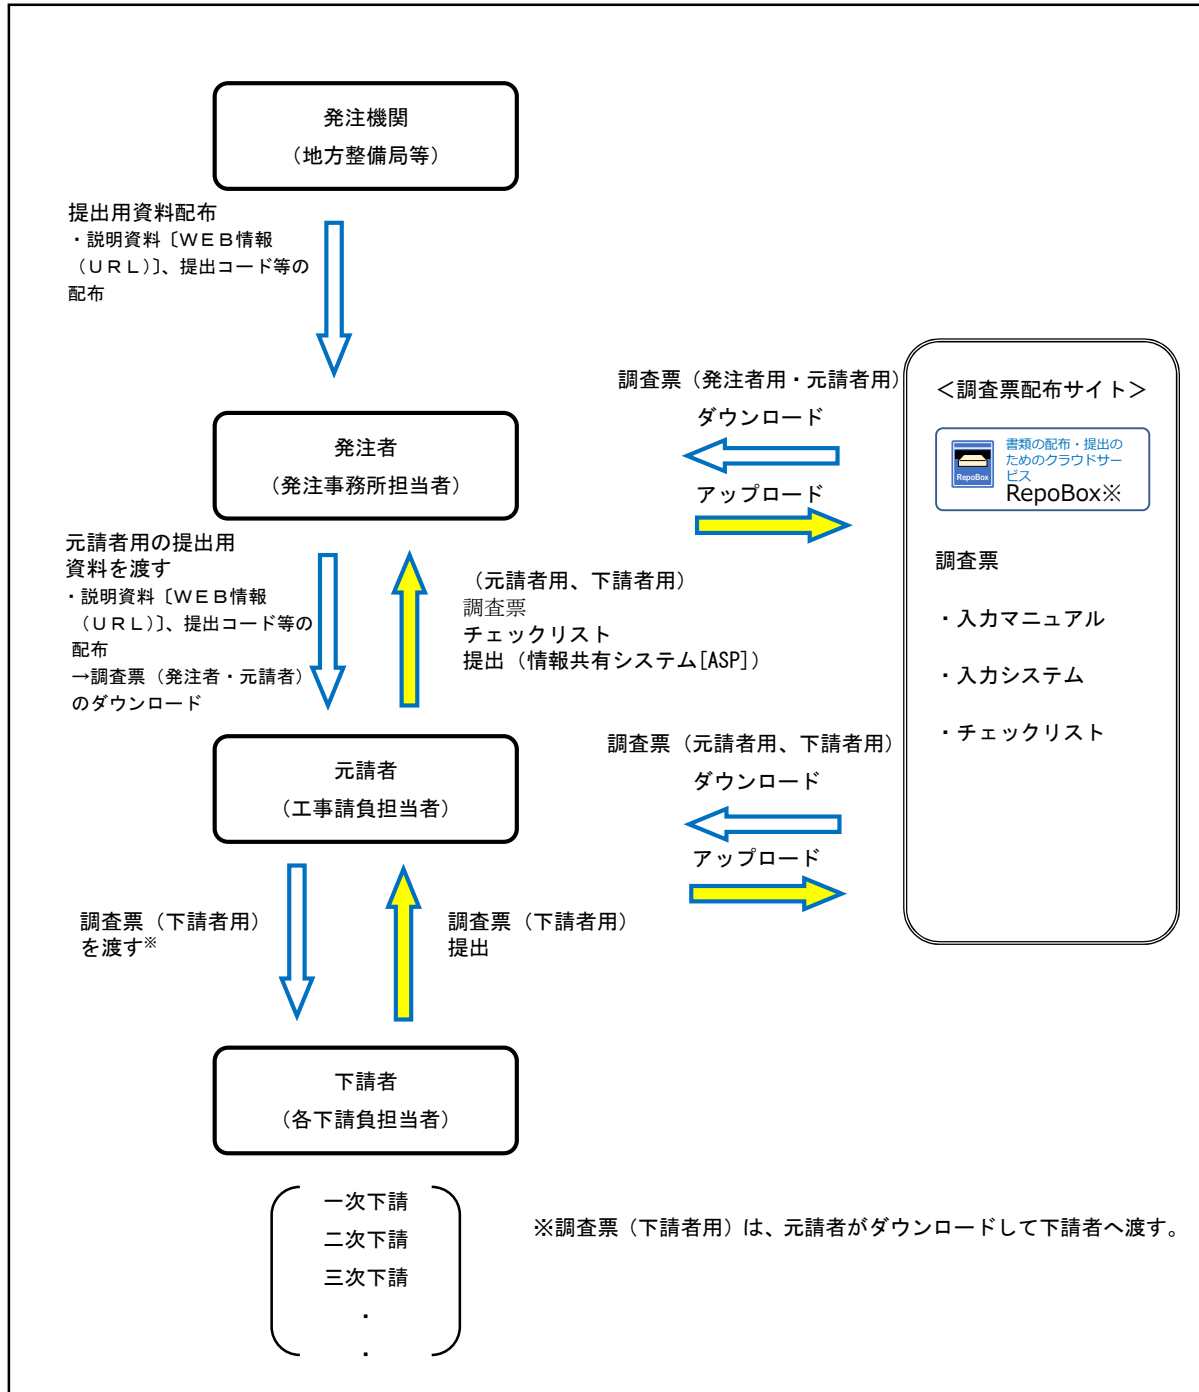 発注機関
（地方整備局等）
提出用資料配布
・説明資料〔ＷＥＢ情報
（ＵＲＬ）〕、提出コード等の
配布
発注者
（発注事務所担当者）
調査票（発注者用・元請者用）
ダウンロード
アップロード
＜調査票配布サイト＞
書類の配布・提出の
ためのクラウドサー
ビス
RepoBox
RepoBox※
調査票
・入力マニュアル
・入力システム
・チェックリスト
元請者用の提出用
資料を渡す
・説明資料〔ＷＥＢ情報
（ＵＲＬ）〕、提出コード等の
配布
→調査票（発注者・元請者）
のダウンロード
（元請者用、下請者用）
調査票
チェックリスト
提出（情報共有システム[ASP]）
元請者
（工事請負担当者）
調査票（元請者用、下請者用）
ダウンロード
アップロード
調査票（下請者用）
を渡す※
調査票（下請者用）
提出
下請者
（各下請負担当者）
一次下請
二次下請
三次下請
・
・
※調査票（下請者用）は、元請者がダウンロードして下請者へ渡す。